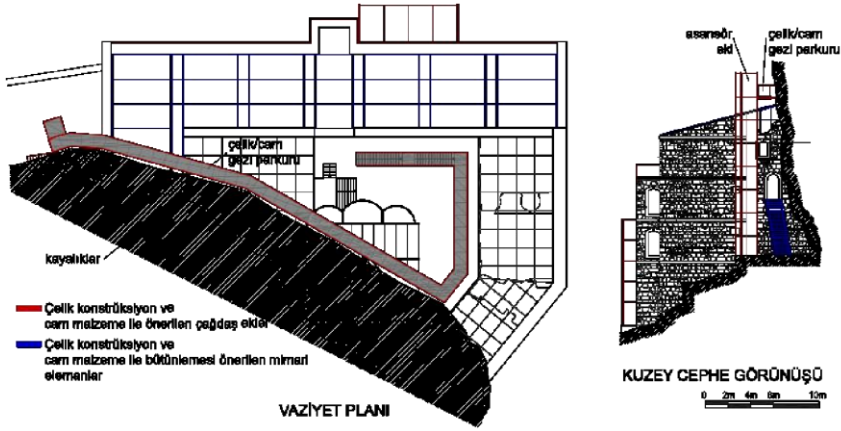 çelik/cam
gezi parkuru
kayalıklar
Çelik konstrüksiyon ve
cam malzeme ile önerilen çağdaş ekler
Çelik konstrüksiyon ve
cam malzeme ile bütünlemesi önerilen mimari
elemanlar
VAZİYET PLANI
asansör
eki
çelik/cam
gezi parkuru
KUZEY CEPHE GÖRÜNÜŞÜ
0 2m 4m 6m 10m